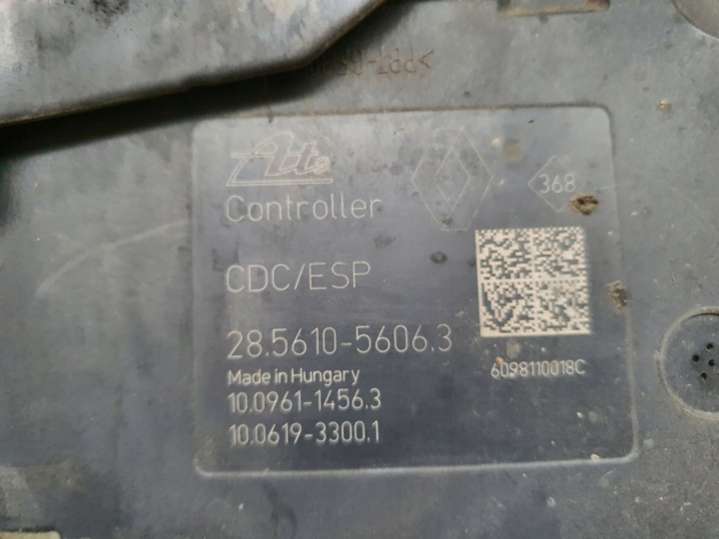 Ate
368
Controller
CDC/ESP
28.5610-5606.3
Made in Hungary
6098110018C
10.0961-1456.3
10.0619-3300.1